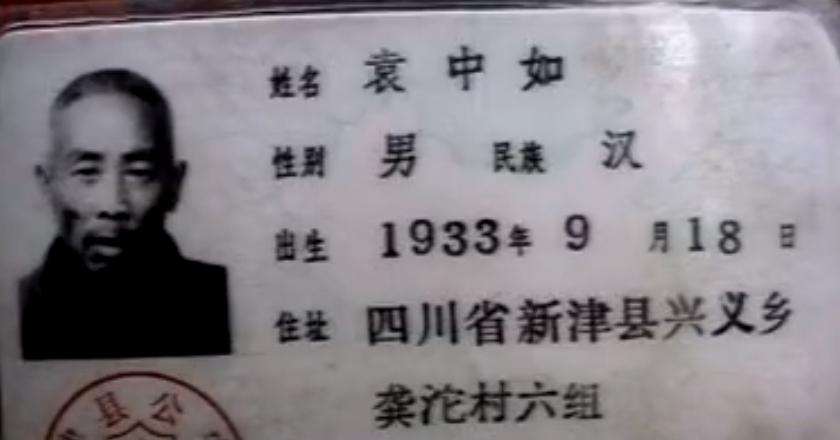 姓名 袁中如
性别 男 民族 汉
出生 1933年9月18日
住址 四川省新津县兴义乡
龚沱村六组
公县